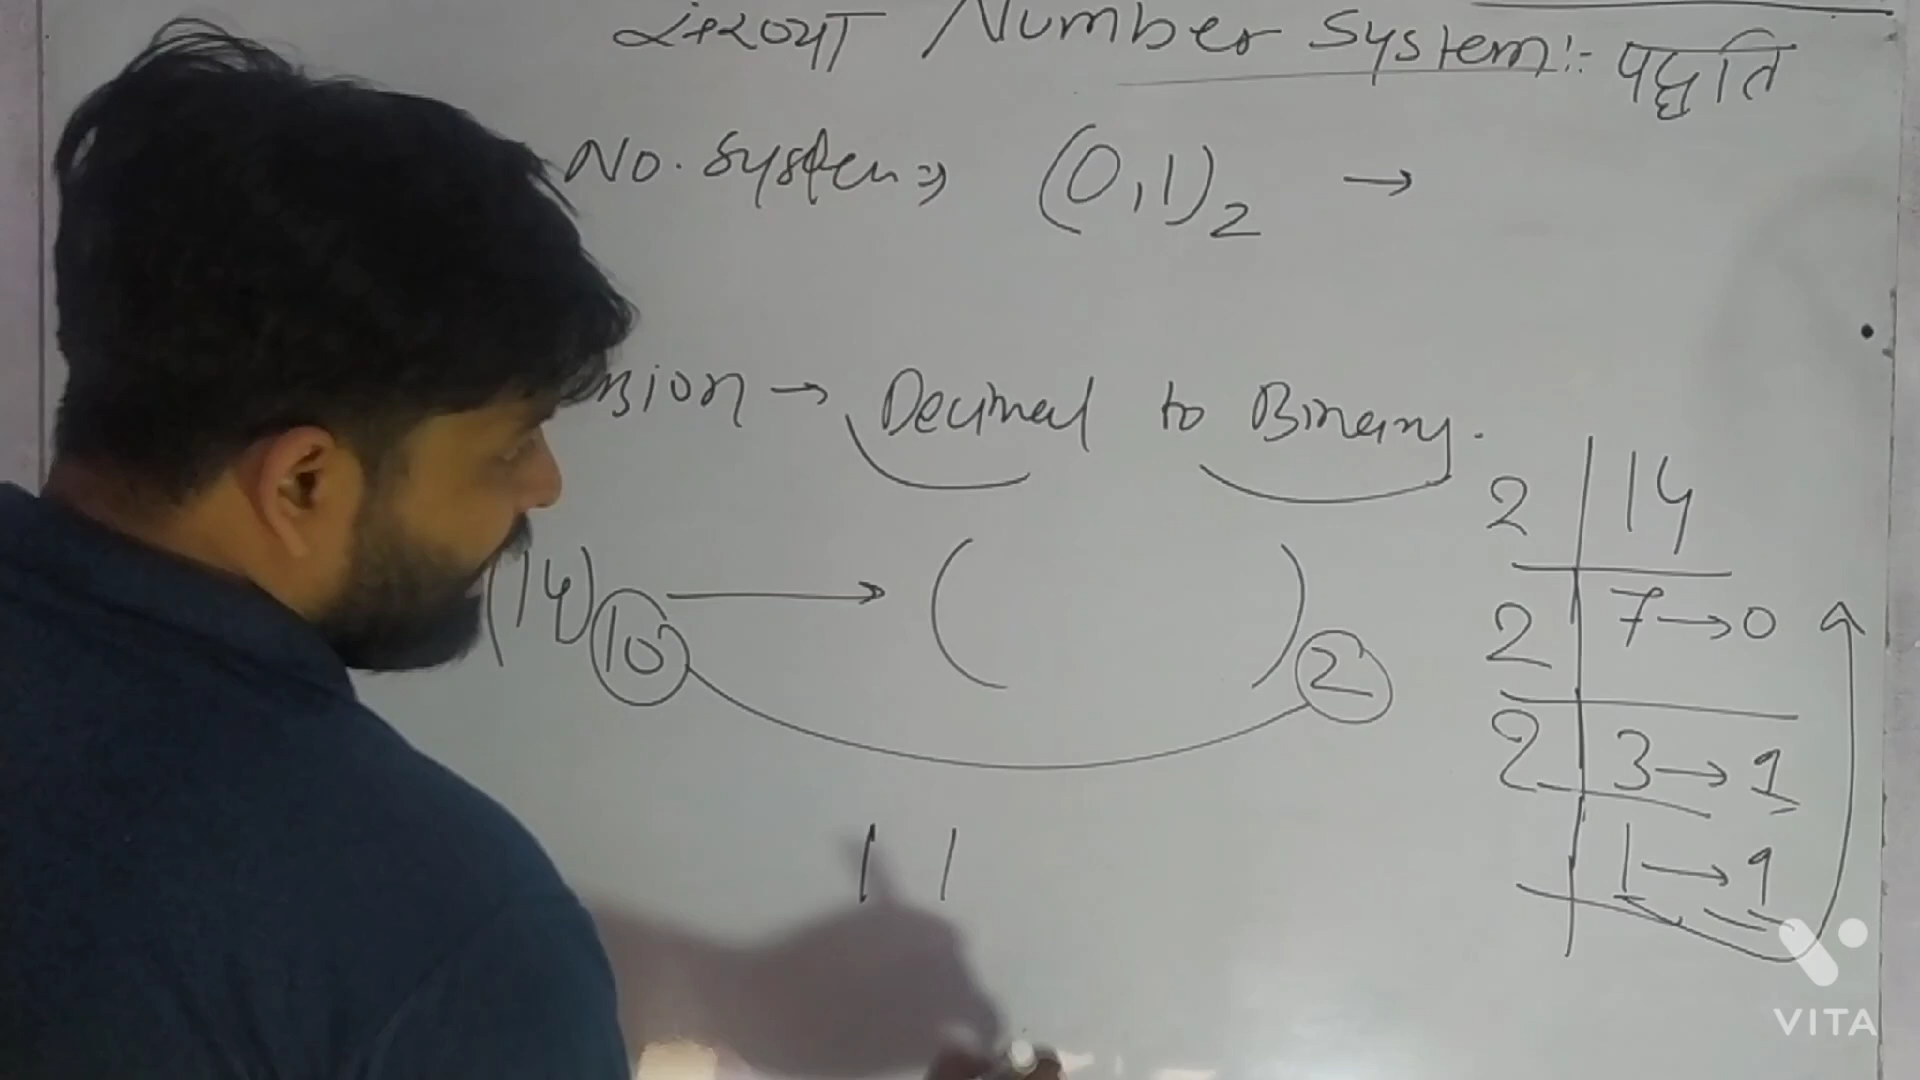 संख्या / Number System:- पद्धति
No. System ⇒ (0,1)₂ →
rsion → Decimal to Binary.
(14)10 → ( )2
2 | 14
2 | 7 → 0
2 | 3 → 1
1 → 1
1 1
VITA